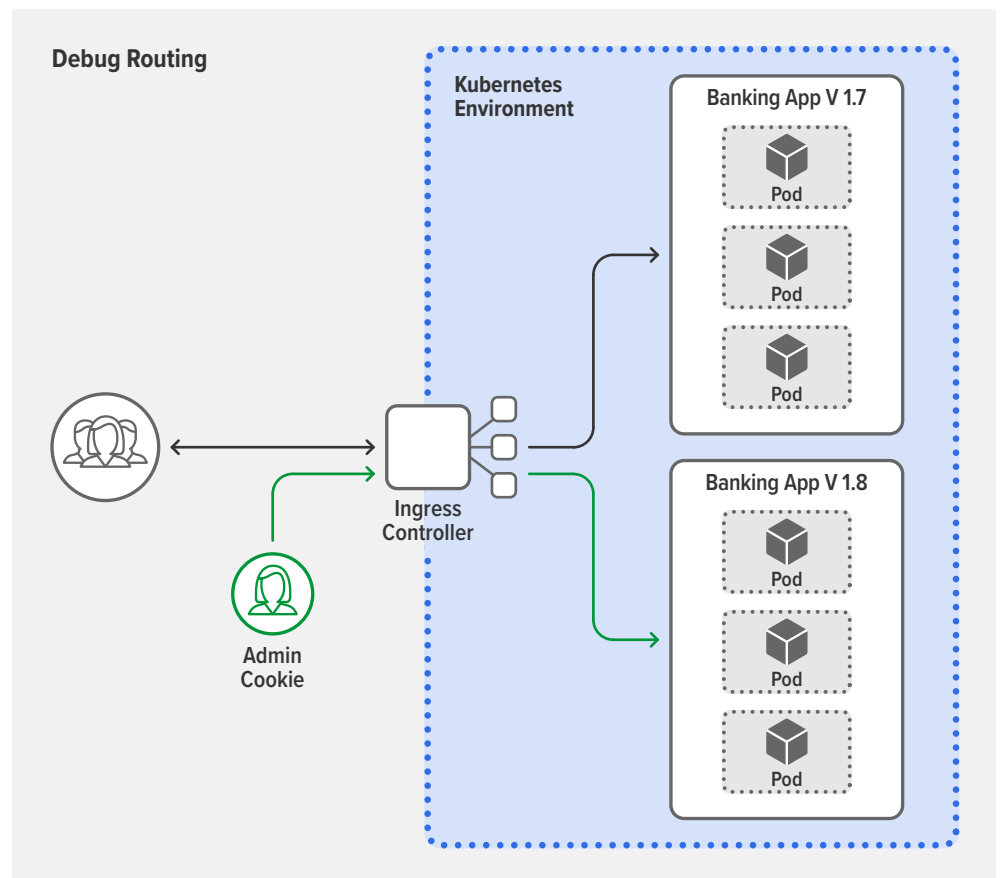 Debug Routing
Kubernetes
Environment
Banking App V 1.7
Pod
Pod
Pod
Ingress
Controller
Admin
Cookie
Banking App V 1.8
Pod
Pod
Pod